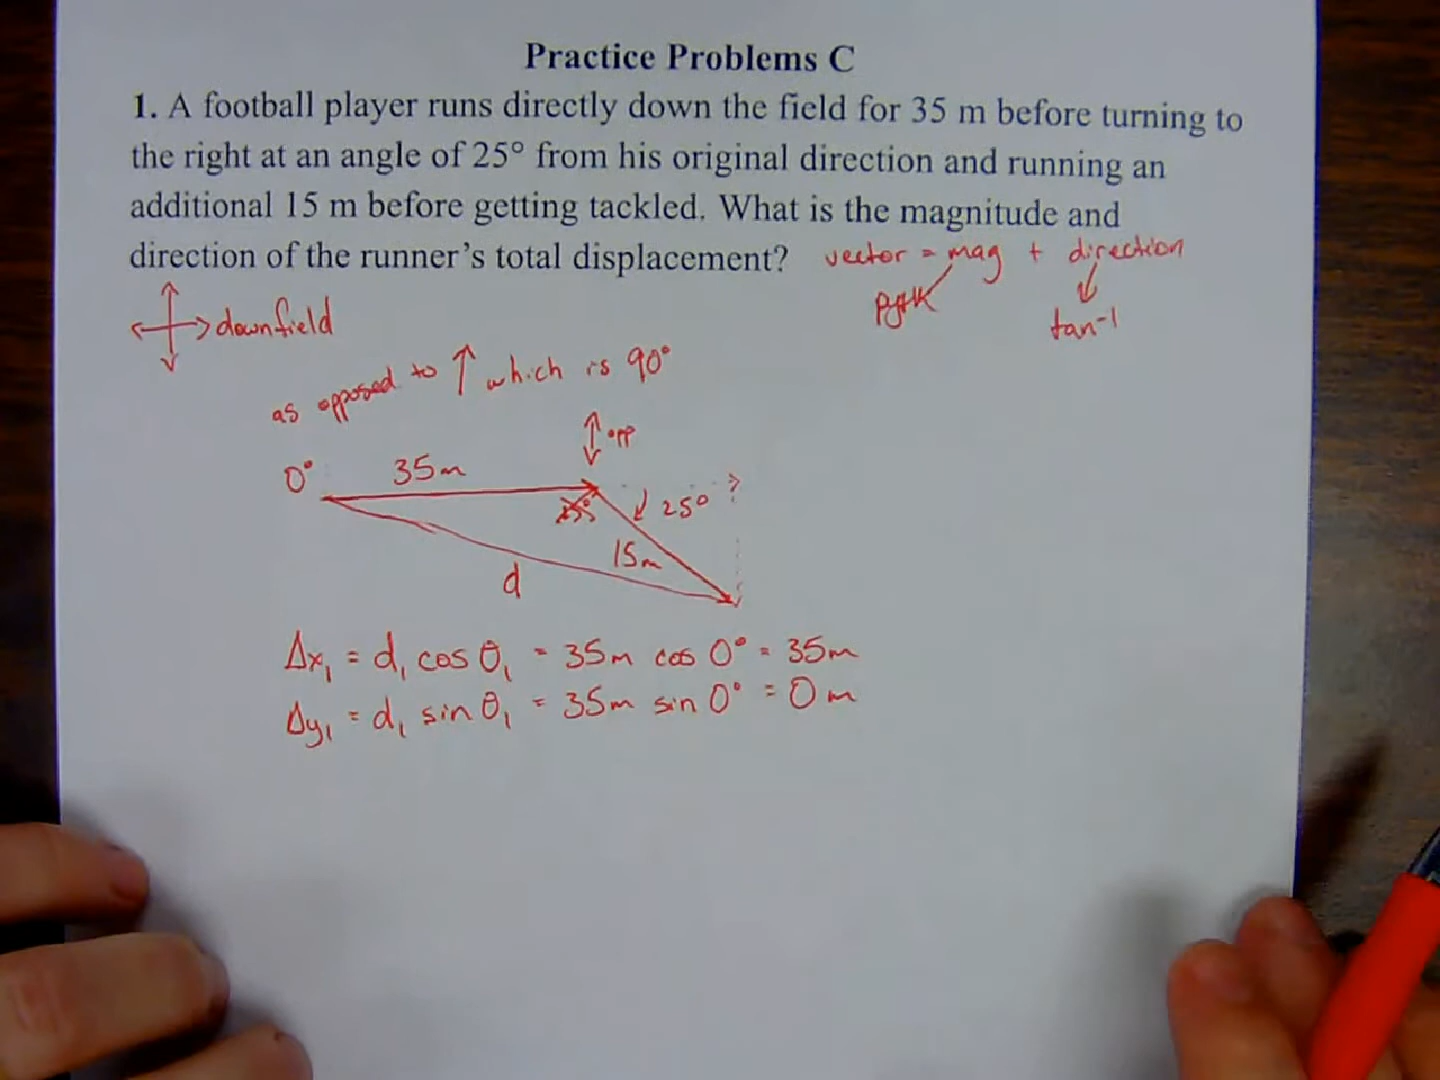 Practice Problems C
1. A football player runs directly down the field for 35 m before turning to
the right at an angle of 25° from his original direction and running an
additional 15 m before getting tackled. What is the magnitude and
direction of the runner's total displacement? vector = mag + direction
tan⁻¹
downfield
as opposed to ↑ which is 90°
opp
0° 35m
25° ?
15m
d
Δx₁ = d₁ cos θ₁ = 35m cos 0° = 35m
Δy₁ = d₁ sin θ₁ = 35m sin 0° = 0 m